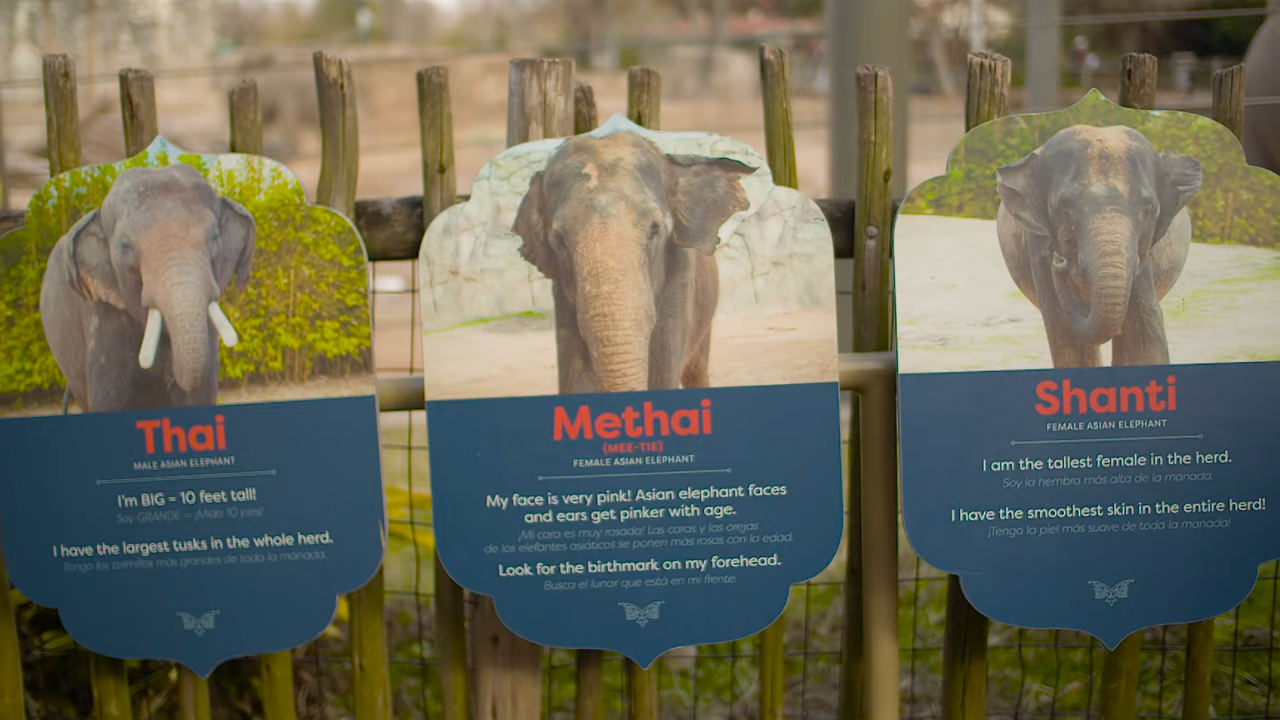 Thai
MALE ASIAN ELEPHANT
I'm BIG = 10 feet tall!
Soy GRANDE = ¡Mido 10 pies!
I have the largest tusks in the whole herd.
Tengo los colmillos más grandes de toda la manada.
Methai
(MEE-TIE)
FEMALE ASIAN ELEPHANT
My face is very pink! Asian elephant faces
and ears get pinker with age.
¡Mi cara es muy rosada! Las caras y las orejas
de los elefantes asiáticos se ponen más rosas con la edad.
Look for the birthmark on my forehead.
Busca el lunar que está en mi frente.
Shanti
FEMALE ASIAN ELEPHANT
I am the tallest female in the herd.
Soy la hembra más alta de la manada.
I have the smoothest skin in the entire herd!
¡Tengo la piel más suave de toda la manada!